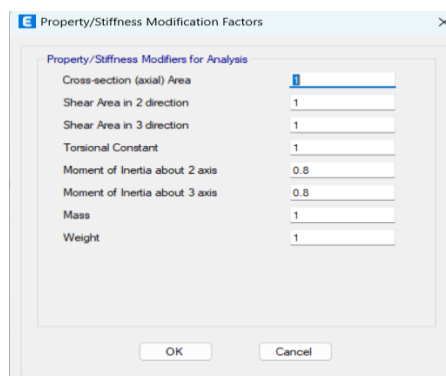 E Property/Stiffness Modification Factors
Property/Stiffness Modifiers for Analysis
Cross-section (axial) Area 1
Shear Area in 2 direction 1
Shear Area in 3 direction 1
Torsional Constant 1
Moment of Inertia about 2 axis 0.8
Moment of Inertia about 3 axis 0.8
Mass 1
Weight 1
OK Cancel